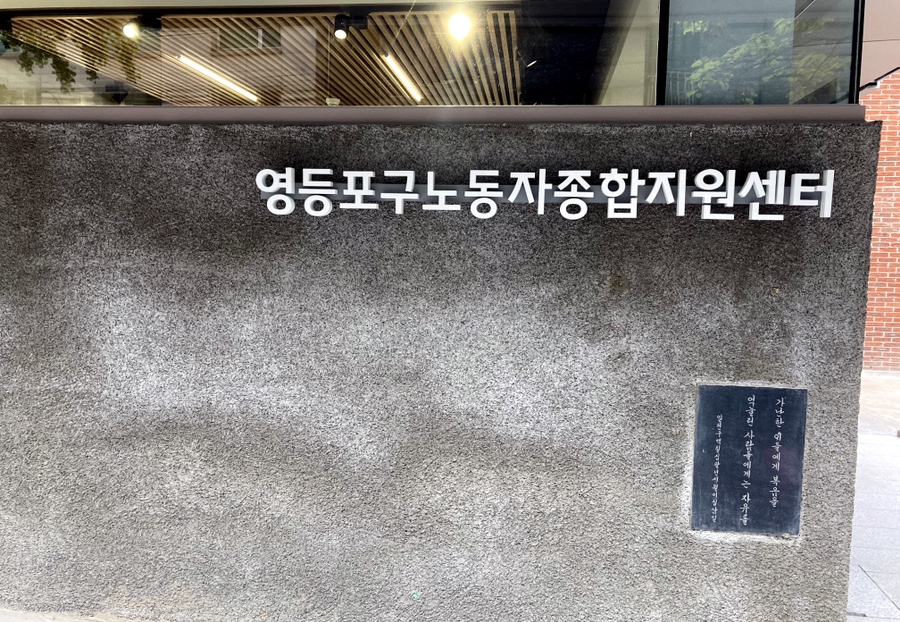 영등포구노동자종합지원센터
가난한 이들에게 복음을
억눌린 사람들에게는 자유를